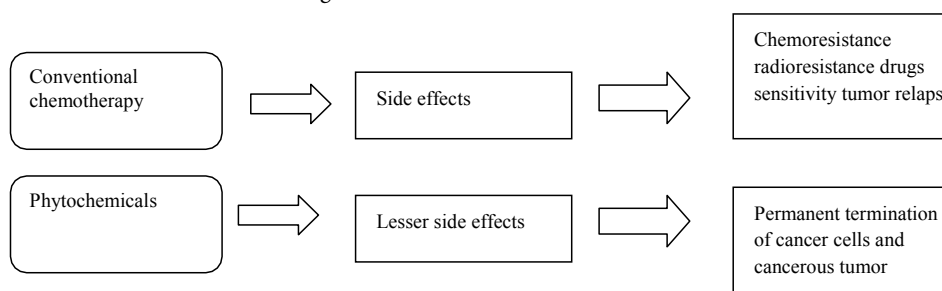 Conventional
chemotherapy
Side effects
Chemoresistance
radioresistance drugs
sensitivity tumor relaps
Phytochemicals
Lesser side effects
Permanent termination
of cancer cells and
cancerous tumor